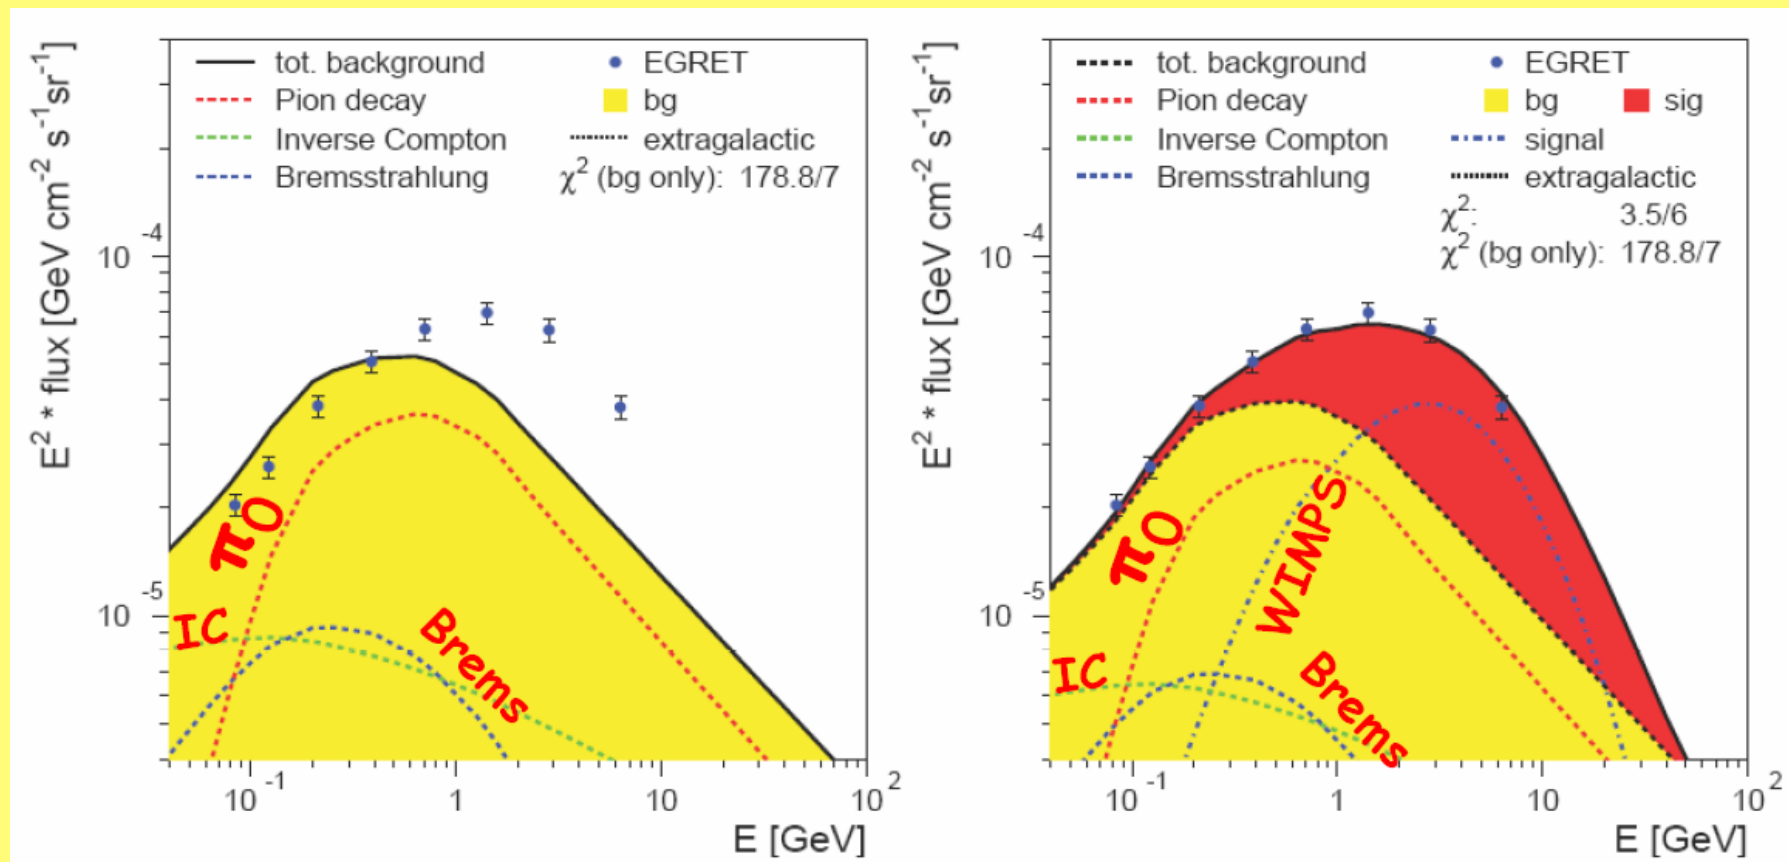 E² * flux [GeV cm⁻² s⁻¹sr⁻¹]
tot. background
EGRET
Pion decay
bg
Inverse Compton
extragalactic
Bremsstrahlung
χ² (bg only): 178.8/7
10⁻⁴
10⁻⁵
πO
IC
Brems
10⁻¹
1
10
10²
E [GeV]
E² * flux [GeV cm⁻² s⁻¹sr⁻¹]
tot. background
EGRET
Pion decay
bg
sig
Inverse Compton
signal
Bremsstrahlung
extragalactic
χ²: 3.5/6
χ² (bg only): 178.8/7
10⁻⁴
10⁻⁵
πO
WIMPS
IC
Brems
10⁻¹
1
10
10²
E [GeV]